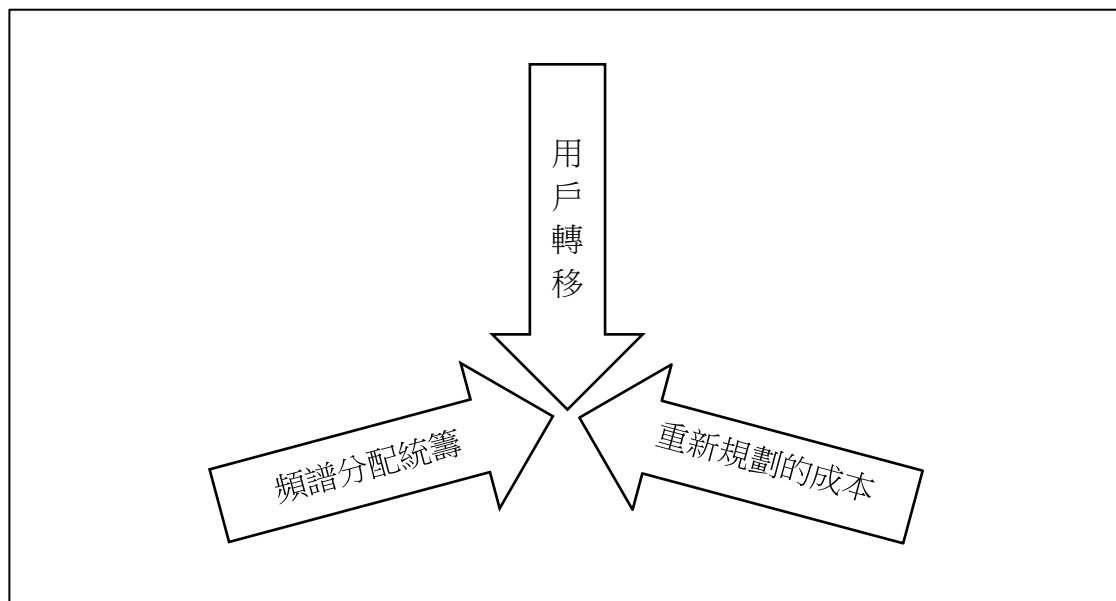 用戶轉移
頻譜分配統籌
重新規劃的成本